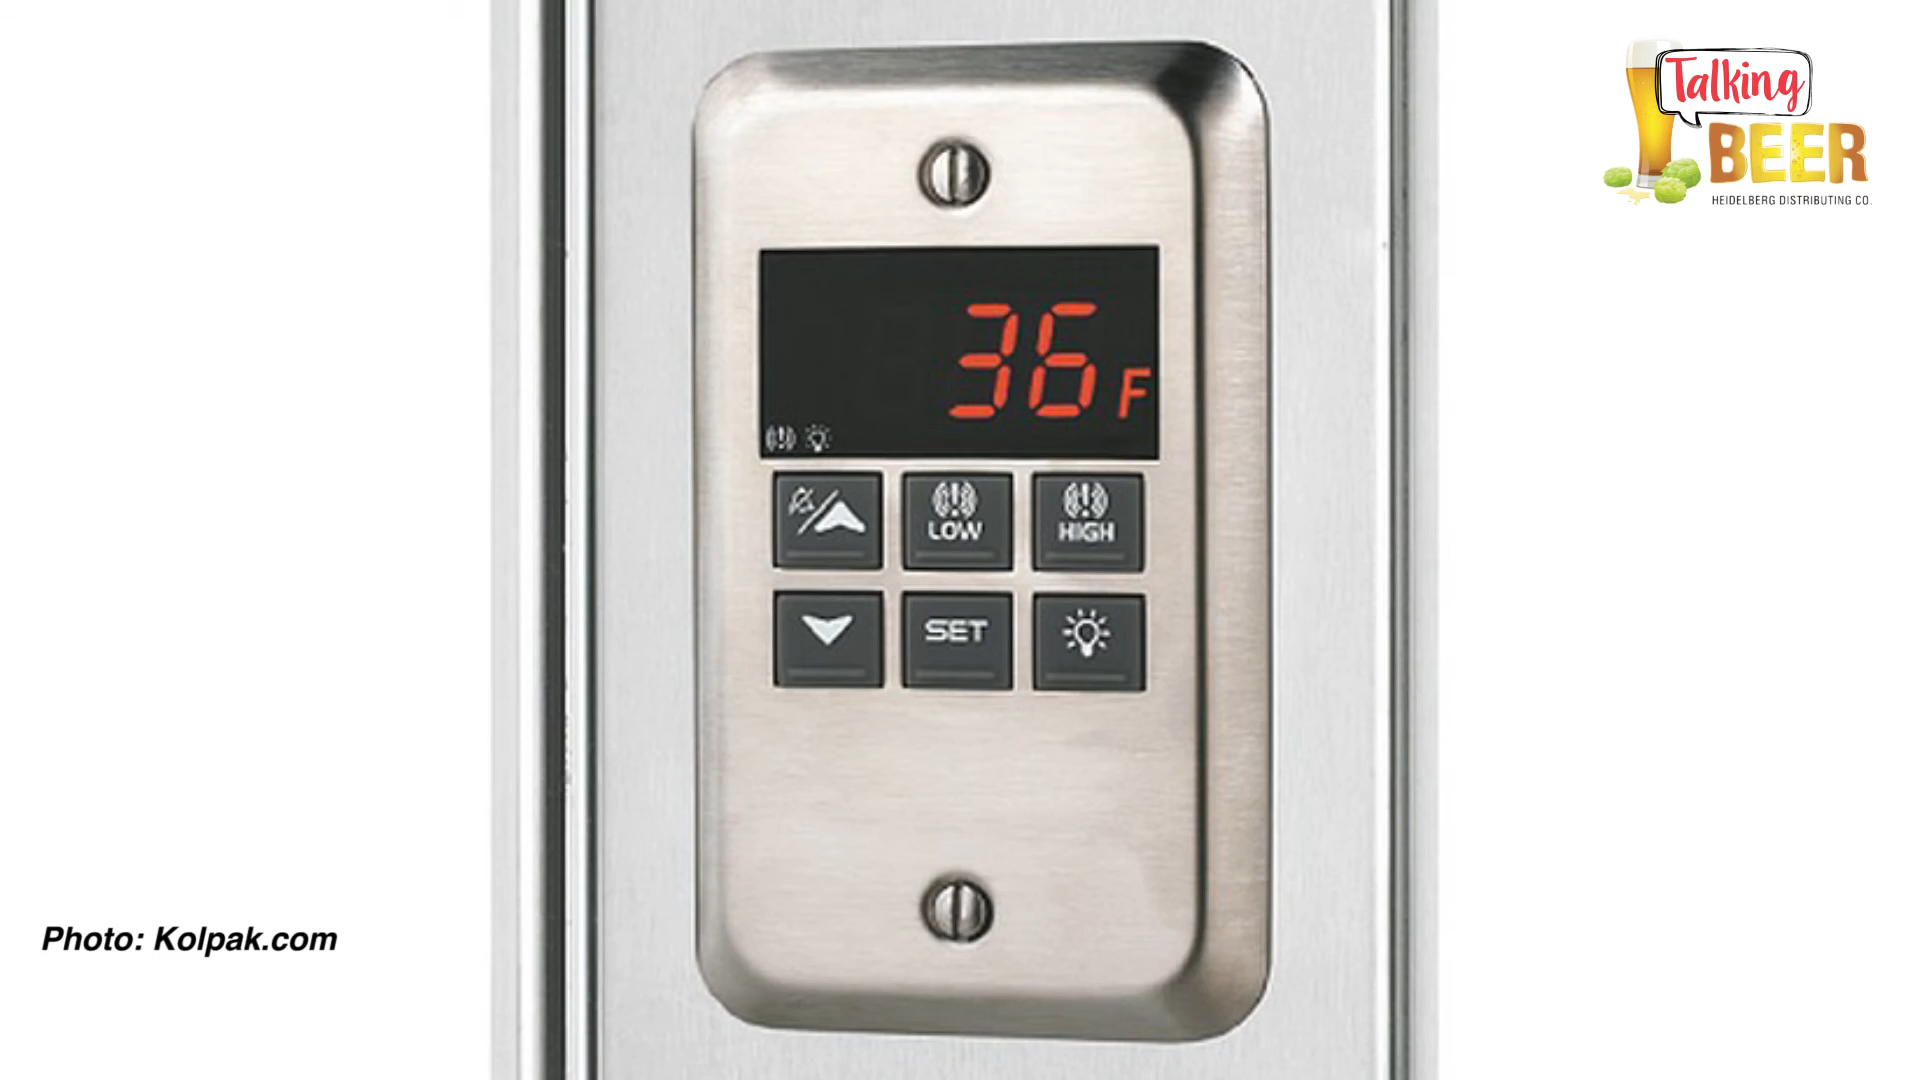 Talking
BEER
HEIDELBERG DISTRIBUTING CO.
36 F
LOW
HIGH
SET
Photo: Kolpak.com